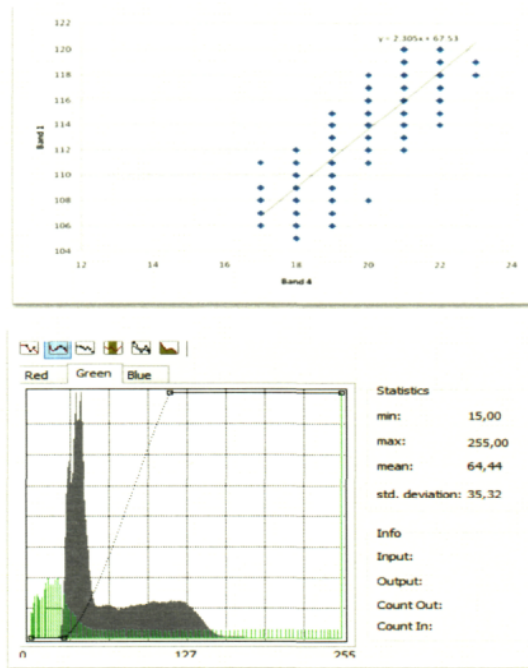 122
120
118
116
114
112
110
108
106
104
Band 1
y = 2.305x + 67.53
12 14 16 18 20 22 24
Band 4
Red Green Blue
Statistics
min: 15,00
max: 255,00
mean: 64,44
std. deviation: 35,32
Info
Input:
Output:
Count Out:
Count In:
0 127 255